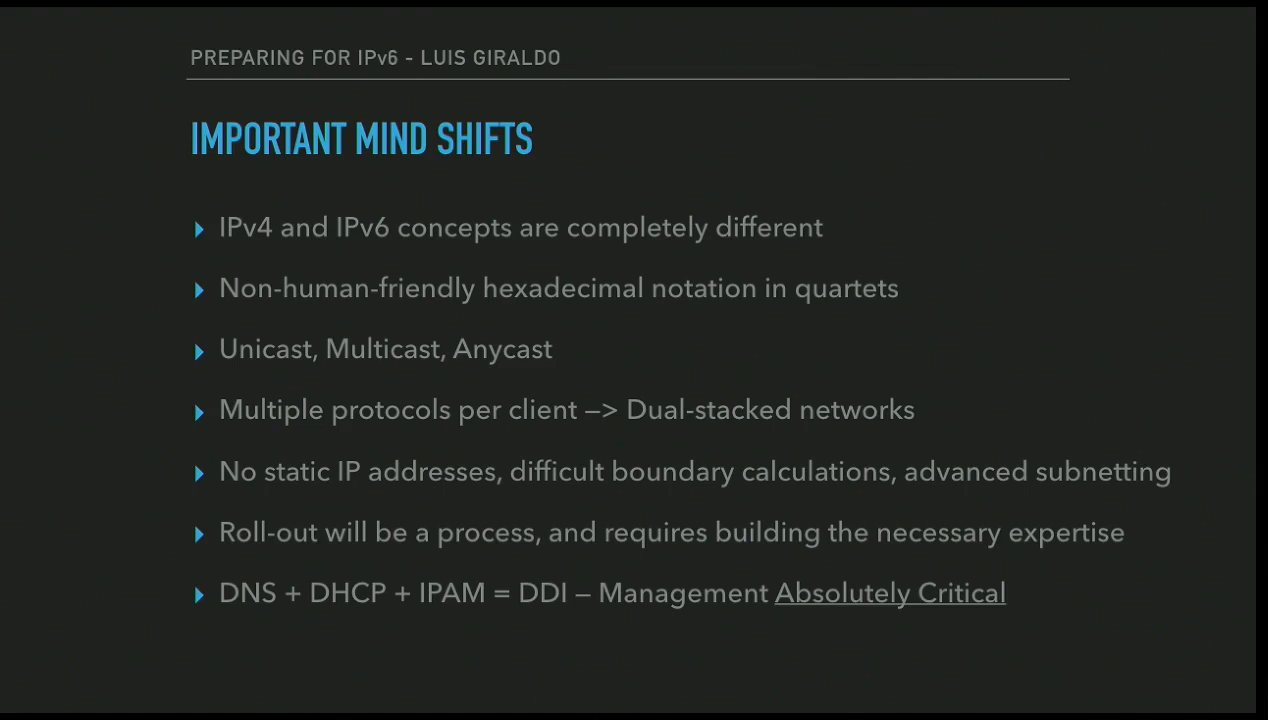 PREPARING FOR IPv6 - LUIS GIRALDO
IMPORTANT MIND SHIFTS
IPv4 and IPv6 concepts are completely different
Non-human-friendly hexadecimal notation in quartets
Unicast, Multicast, Anycast
Multiple protocols per client —> Dual-stacked networks
No static IP addresses, difficult boundary calculations, advanced subnetting
Roll-out will be a process, and requires building the necessary expertise
DNS + DHCP + IPAM = DDI – Management Absolutely Critical